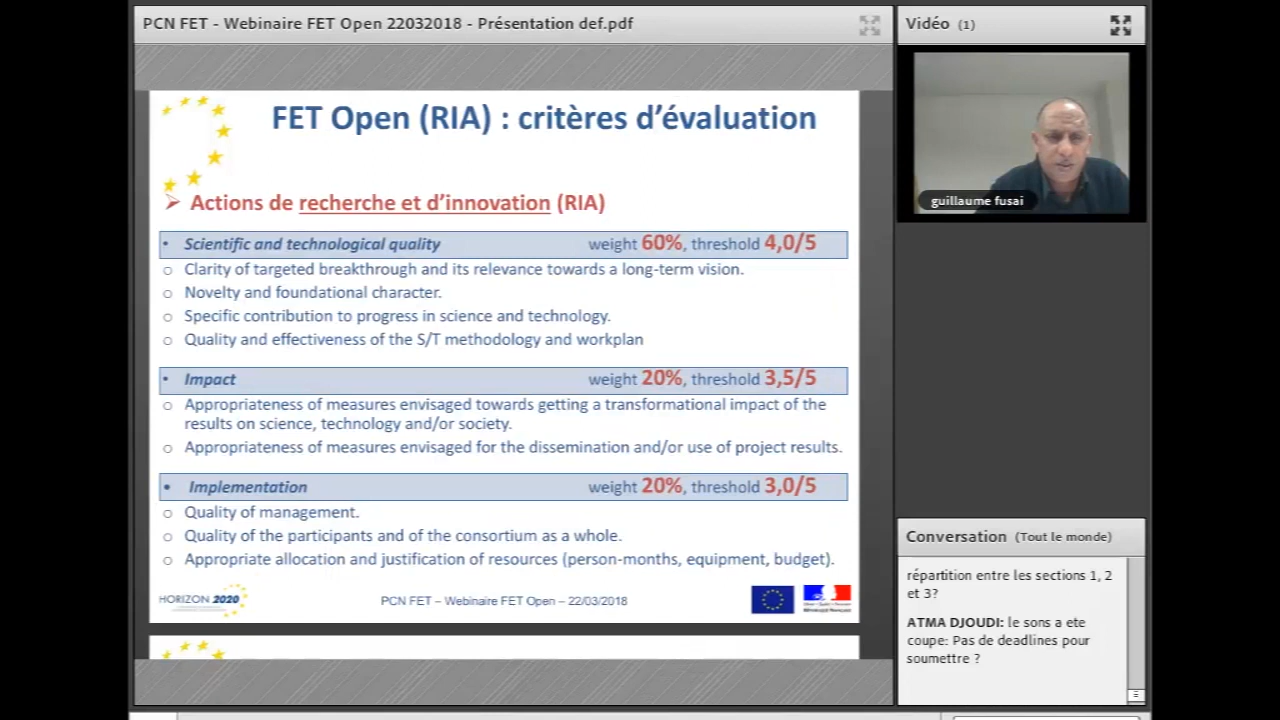 PCN FET - Webinaire FET Open 22032018 - Présentation def.pdf
FET Open (RIA) : critères d'évaluation
Actions de recherche et d'innovation (RIA)
• Scientific and technological quality weight 60%, threshold 4,0/5
o Clarity of targeted breakthrough and its relevance towards a long-term vision.
o Novelty and foundational character.
o Specific contribution to progress in science and technology.
o Quality and effectiveness of the S/T methodology and workplan
• Impact weight 20%, threshold 3,5/5
o Appropriateness of measures envisaged towards getting a transformational impact of the
results on science, technology and/or society.
o Appropriateness of measures envisaged for the dissemination and/or use of project results.
• Implementation weight 20%, threshold 3,0/5
o Quality of management.
o Quality of the participants and of the consortium as a whole.
o Appropriate allocation and justification of resources (person-months, equipment, budget).
HORIZON 2020
PCN FET – Webinaire FET Open – 22/03/2018
Vidéo (1)
guillaume fusai
Conversation (Tout le monde)
répartition entre les sections 1, 2
et 3?
ATMA DJOUDI: le sons a ete
coupe: Pas de deadlines pour
soumettre ?